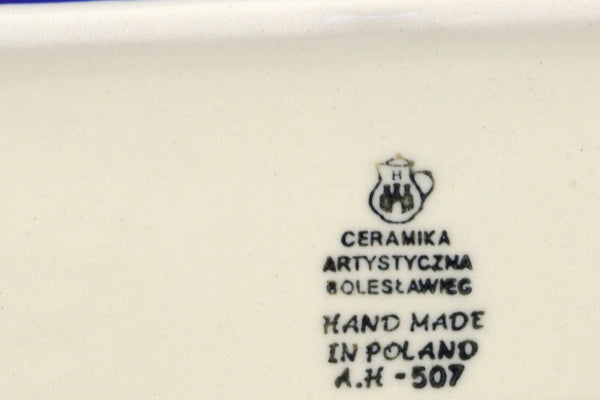 H
CERAMIKA
ARTYSTYCZNA
BOLESŁAWIEC
HAND MADE
IN POLAND
A.H - 507